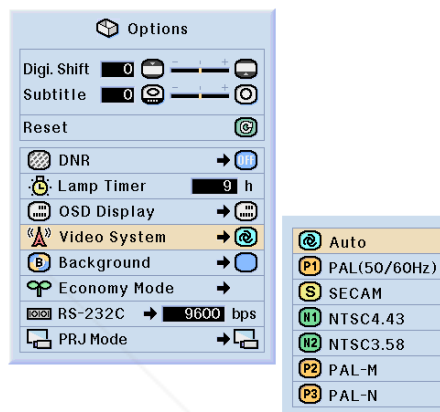 Options
Digi. Shift 0 - +
Subtitle 0 - +
Reset
DNR OFF
Lamp Timer 9 h
OSD Display
Video System
B Background
Economy Mode
RS-232C 9600 bps
PRJ Mode
Auto
P1 PAL(50/60Hz)
S SECAM
N1 NTSC4.43
N2 NTSC3.58
P2 PAL-M
P3 PAL-N